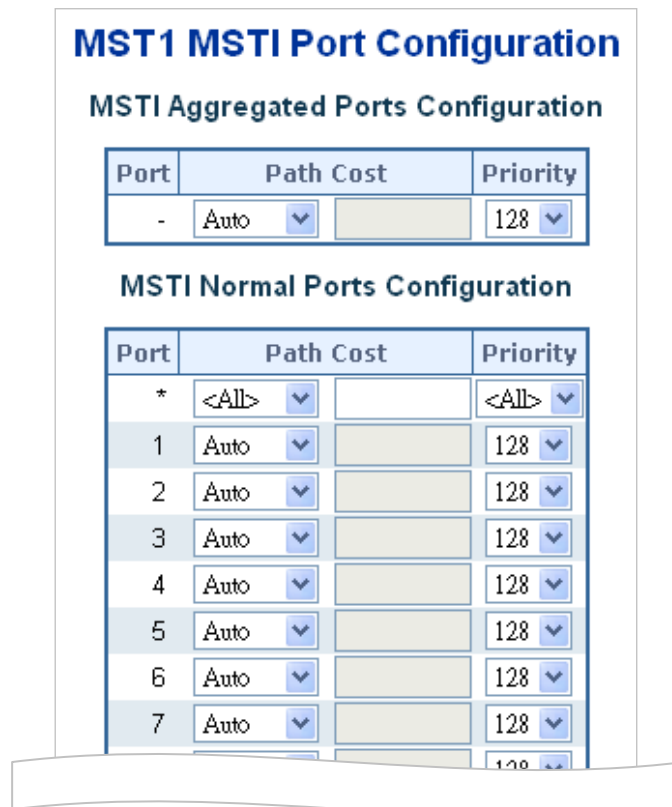 MST1 MSTI Port Configuration
MSTI Aggregated Ports Configuration
Port Path Cost Priority
- Auto 128
MSTI Normal Ports Configuration
Port Path Cost Priority
* <All> <All>
1 Auto 128
2 Auto 128
3 Auto 128
4 Auto 128
5 Auto 128
6 Auto 128
7 Auto 128